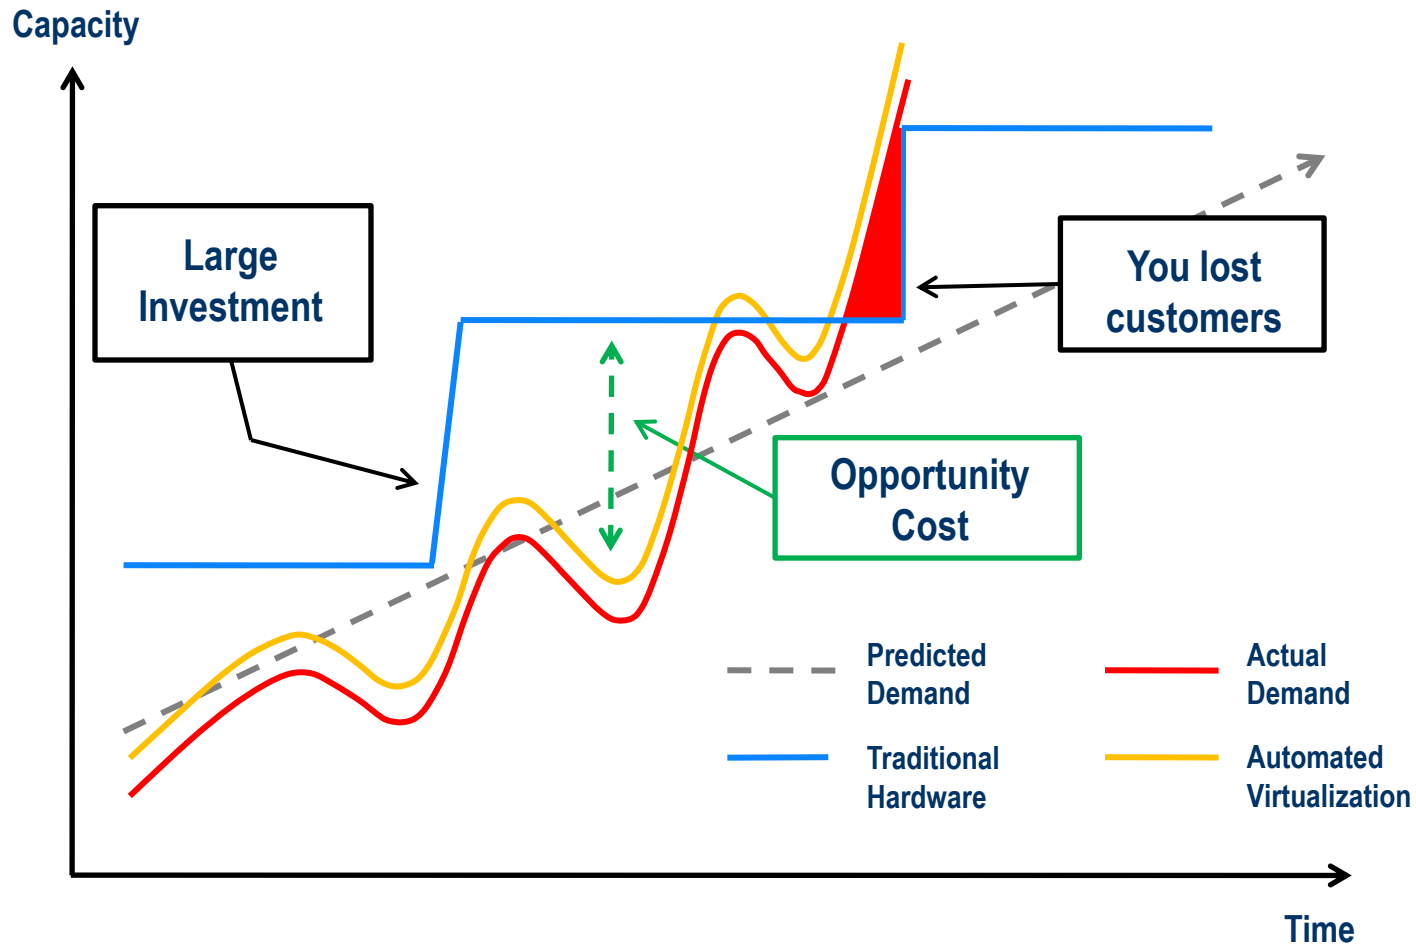 Capacity
Large
Investment
You lost
customers
Opportunity
Cost
Predicted
Demand
Actual
Demand
Traditional
Hardware
Automated
Virtualization
Time